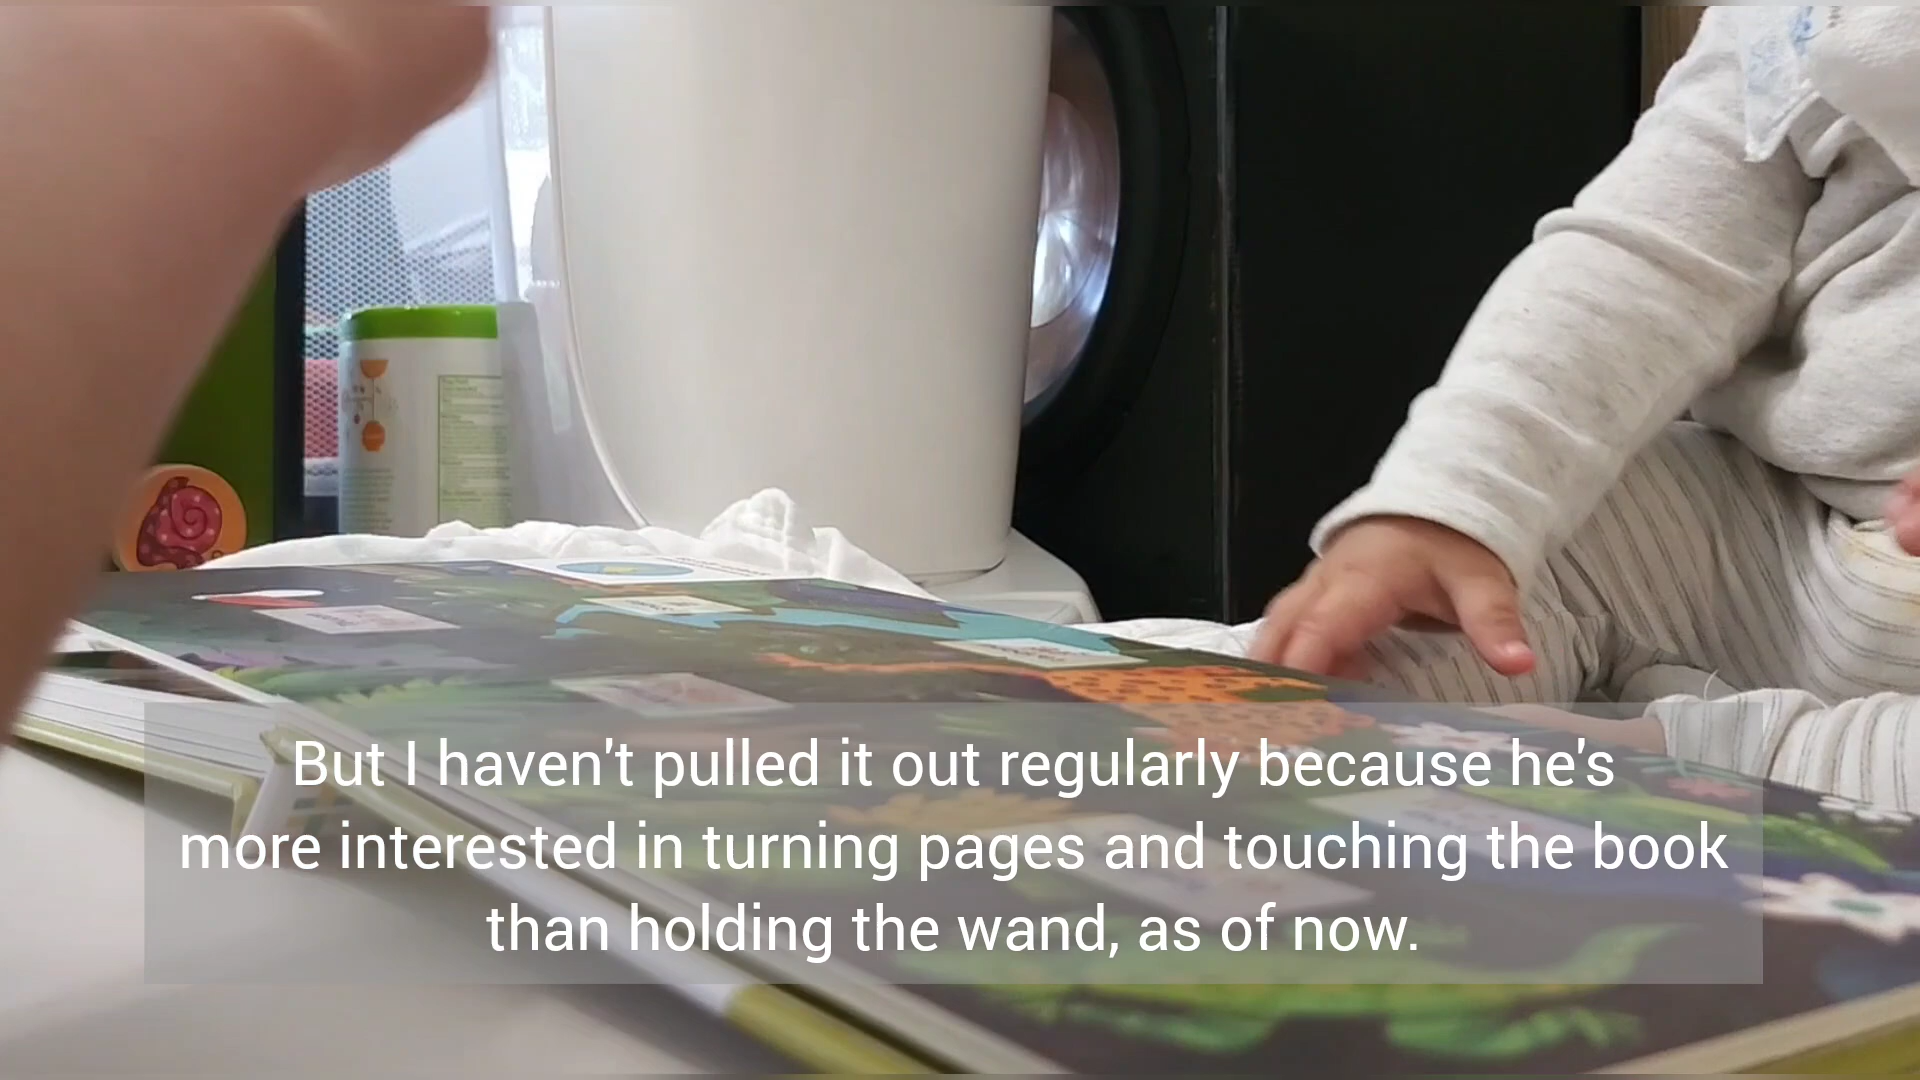 But I haven't pulled it out regularly because he's
more interested in turning pages and touching the book
than holding the wand, as of now.